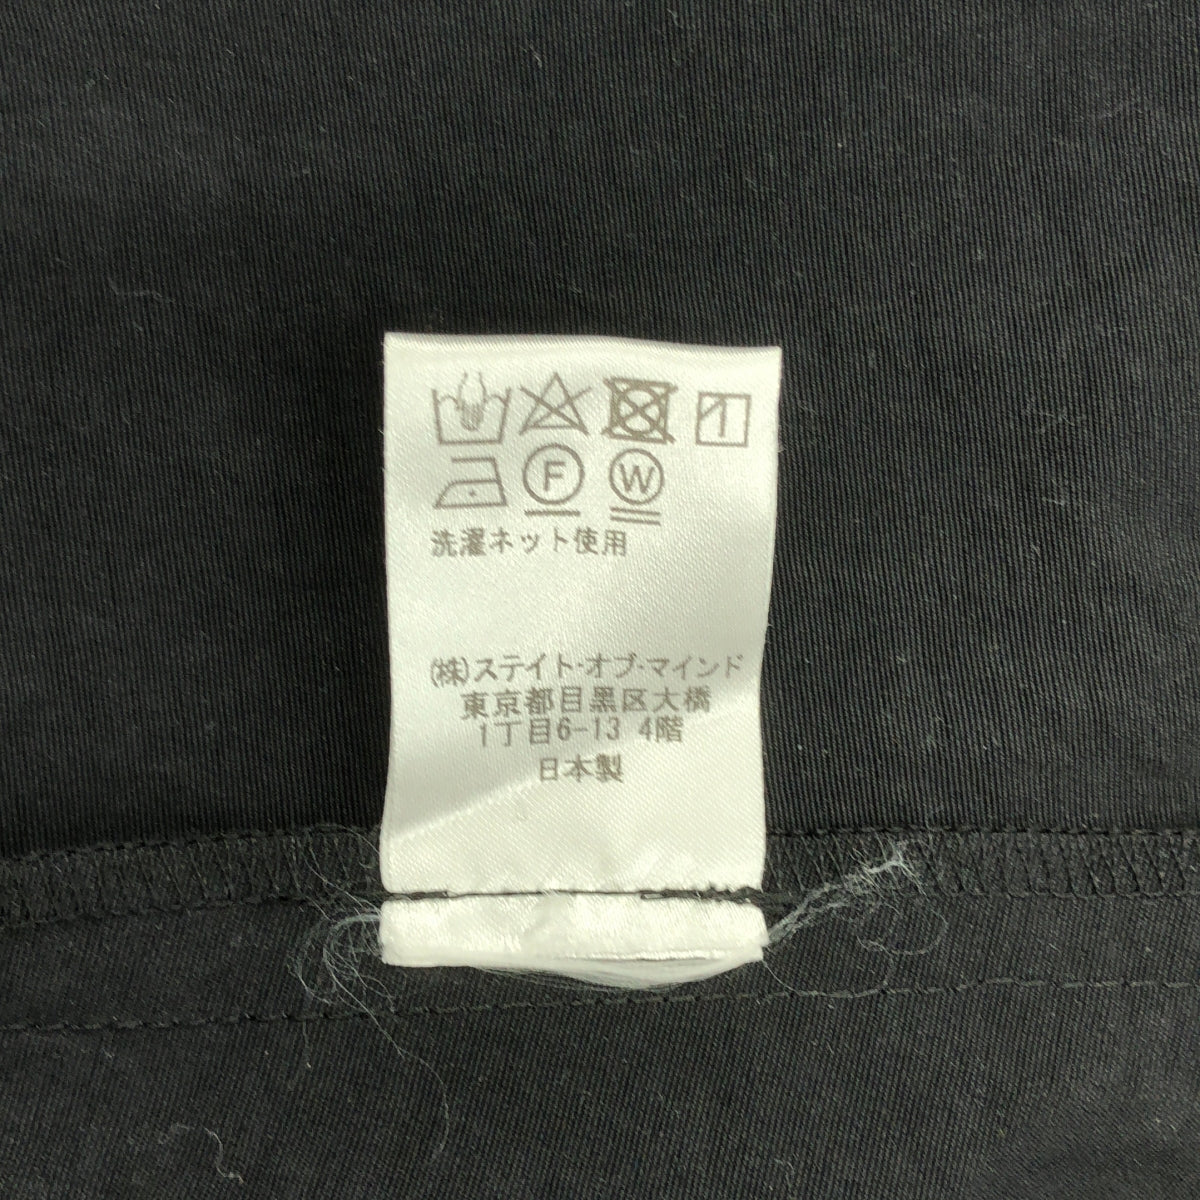 F W
洗濯ネット使用
(株)ステイト・オブ・マインド
東京都目黒区大橋
1丁目6-13 4階
日本製